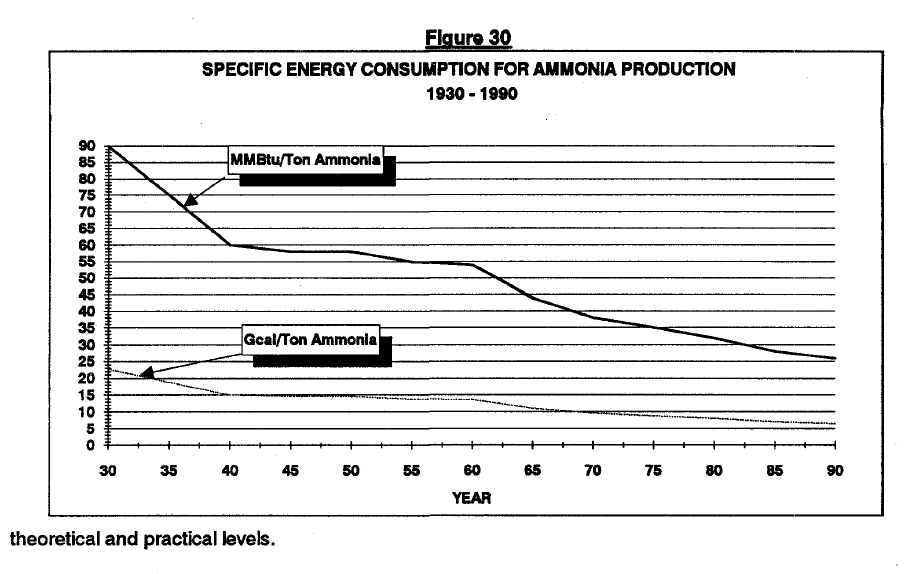 Figure 30
SPECIFIC ENERGY CONSUMPTION FOR AMMONIA PRODUCTION
1930 - 1990
90
85
80
75
70
65
60
55
50
45
40
35
30
25
20
15
10
5
0
MMBtu/Ton Ammonia
Gcal/Ton Ammonia
30 35 40 45 50 55 60 65 70 75 80 85 90
YEAR
theoretical and practical levels.